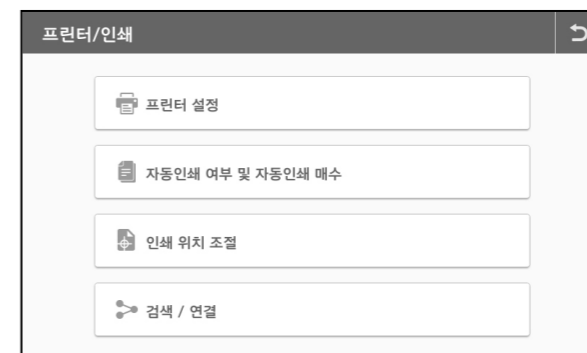 프린터/인쇄
프린터 설정
자동인쇄 여부 및 자동인쇄 매수
인쇄 위치 조절
검색 / 연결